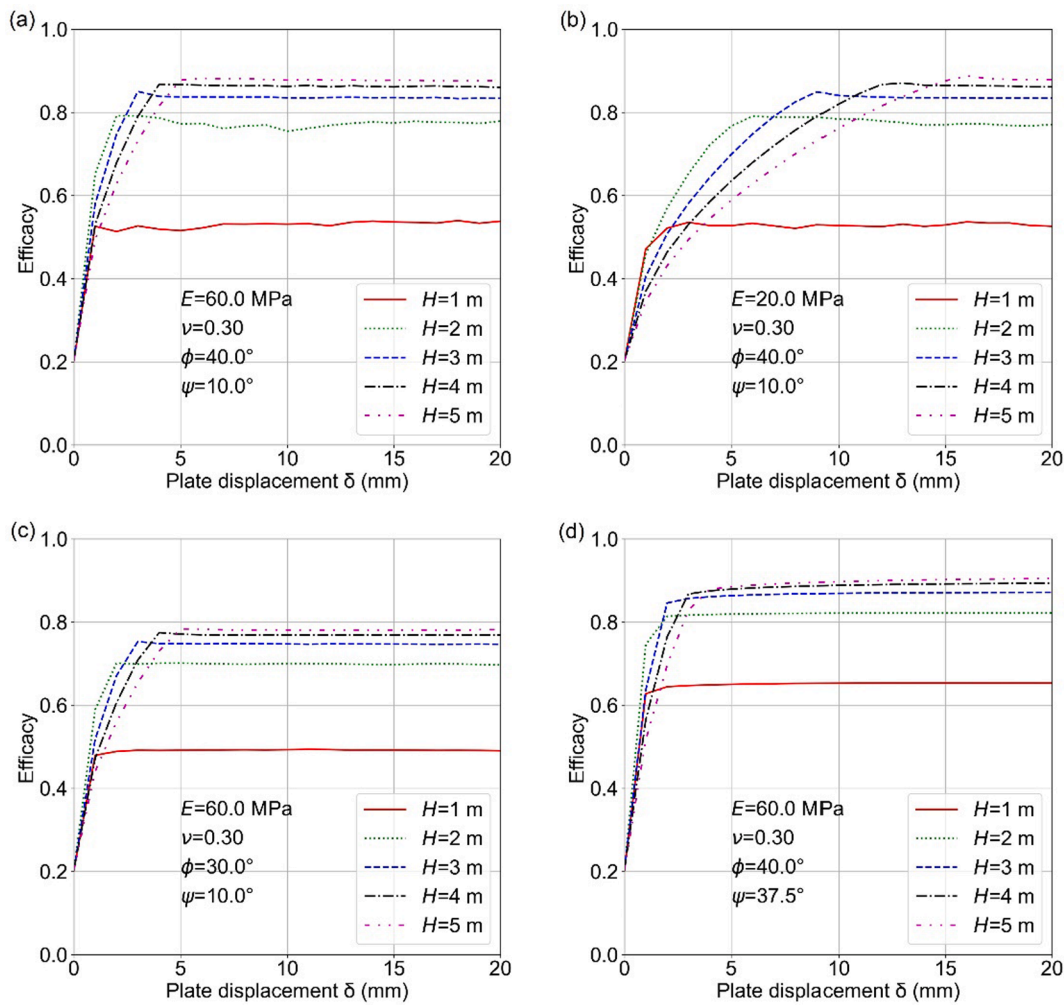 (a)
1.0
0.8
0.6
0.4
0.2
0.0
Efficacy
E=60.0 MPa
ν=0.30
ϕ=40.0°
ψ=10.0°
H=1 m
H=2 m
H=3 m
H=4 m
H=5 m
0 5 10 15 20
Plate displacement δ (mm)
(b)
1.0
0.8
0.6
0.4
0.2
0.0
Efficacy
E=20.0 MPa
ν=0.30
ϕ=40.0°
ψ=10.0°
H=1 m
H=2 m
H=3 m
H=4 m
H=5 m
0 5 10 15 20
Plate displacement δ (mm)
(c)
1.0
0.8
0.6
0.4
0.2
0.0
Efficacy
E=60.0 MPa
ν=0.30
ϕ=30.0°
ψ=10.0°
H=1 m
H=2 m
H=3 m
H=4 m
H=5 m
0 5 10 15 20
Plate displacement δ (mm)
(d)
1.0
0.8
0.6
0.4
0.2
0.0
Efficacy
E=60.0 MPa
ν=0.30
ϕ=40.0°
ψ=37.5°
H=1 m
H=2 m
H=3 m
H=4 m
H=5 m
0 5 10 15 20
Plate displacement δ (mm)